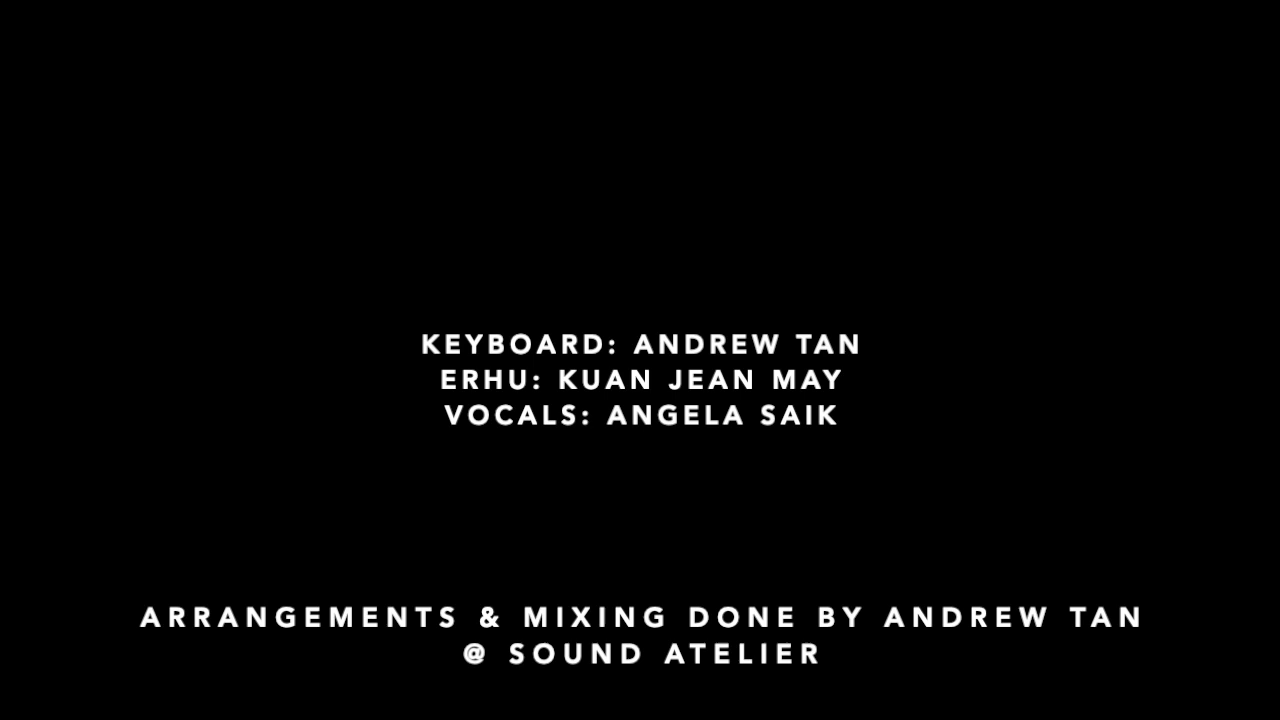 KEYBOARD: ANDREW TAN
ERHU: KUAN JEAN MAY
VOCALS: ANGELA SAIK
ARRANGEMENTS & MIXING DONE BY ANDREW TAN
@ SOUND ATELIER